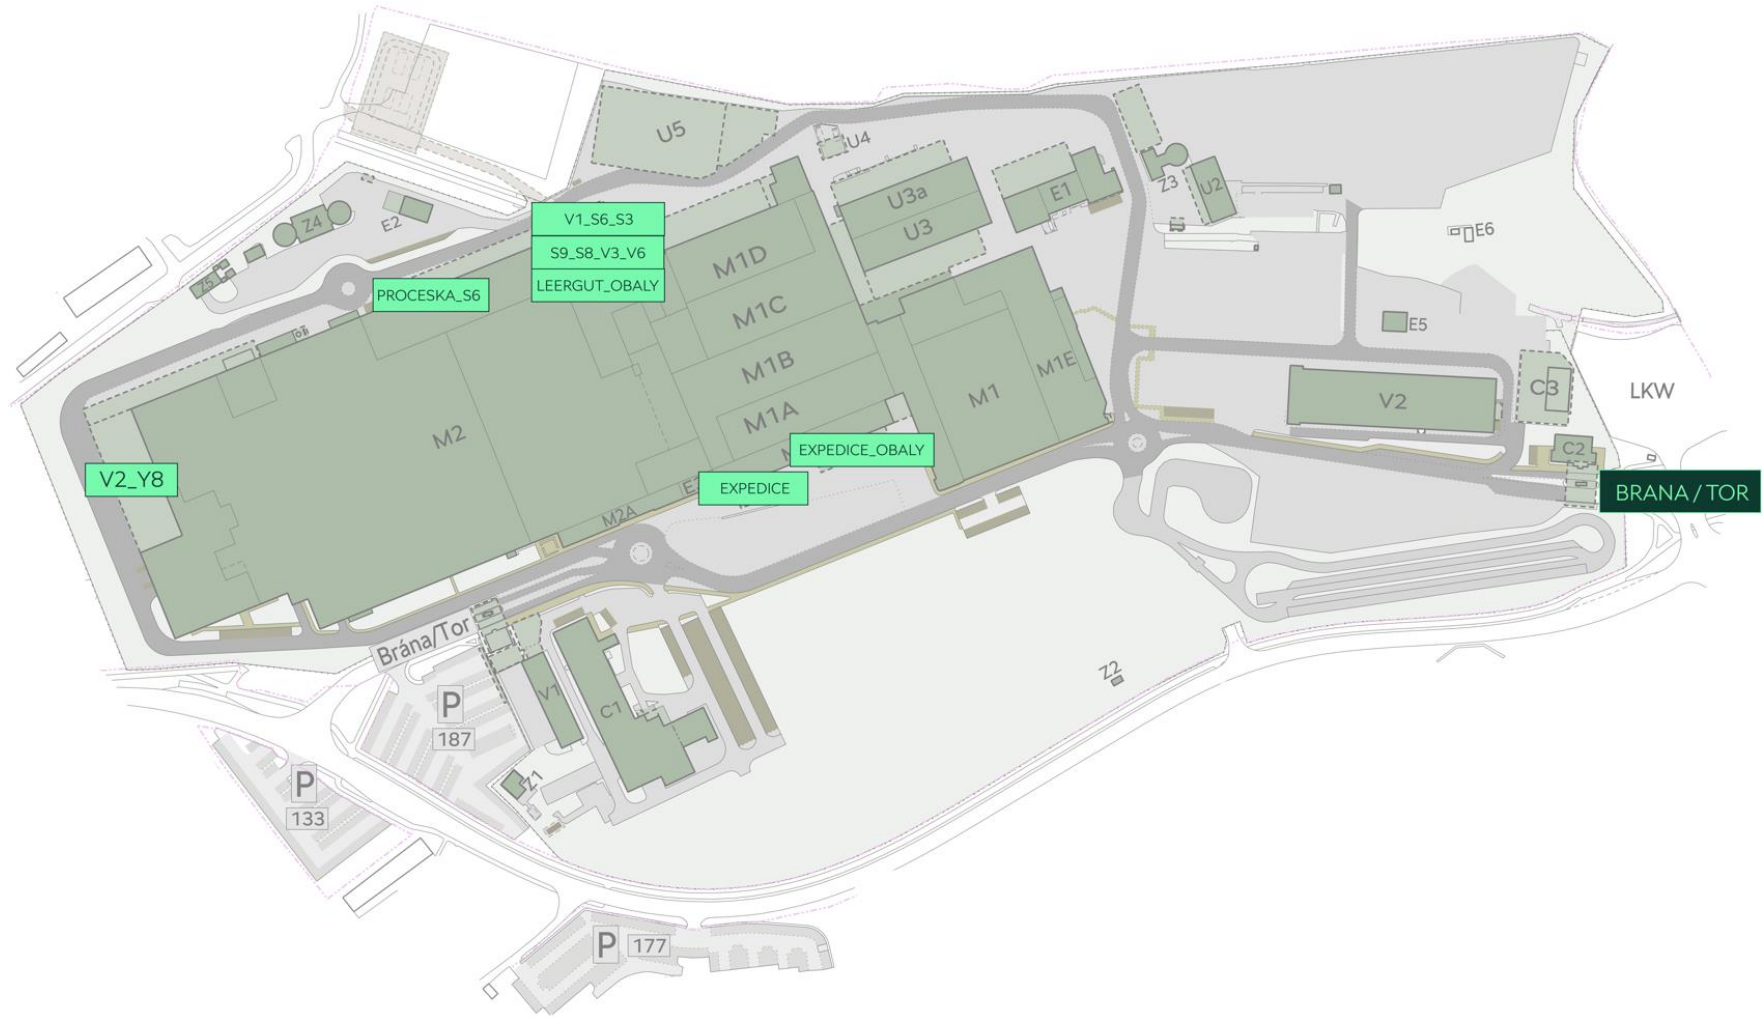 U5
U4
U3a
U3
E1
Z3
U2
E6
Z4
E2
Z5
V1_S6_S3
S9_S8_V3_V6
LEERGUT_OBALY
PROCESKA_S6
M1D
M1C
M1B
M1A
M1
M1E
M2
E5
V2
C3
LKW
C2
BRANA / TOR
V2_Y8
EXPEDICE_OBALY
EXPEDICE
M2A
Brána/Tor
V1
C1
Z1
Z2
P
187
P
133
P
177